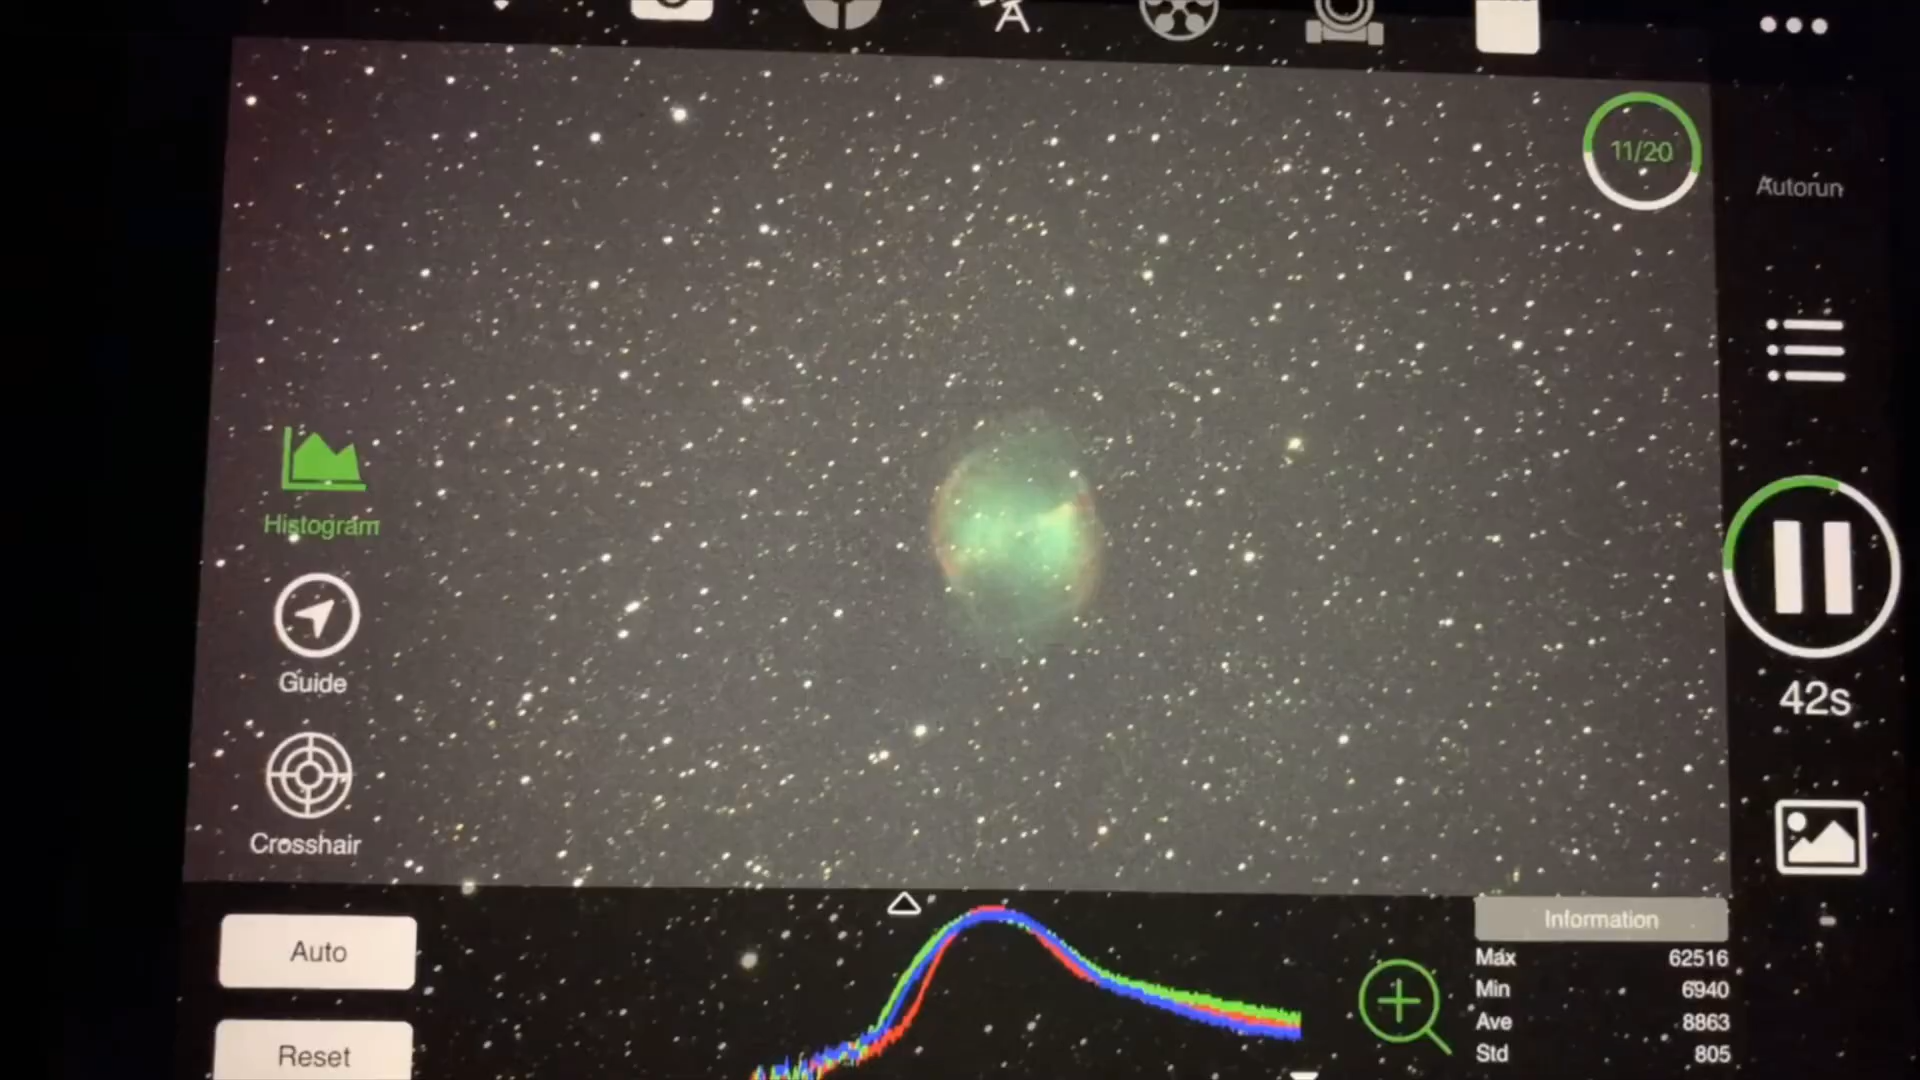 11/20
Autorun
Histogram
Guide
42s
Crosshair
Auto
Reset
Information
Max 62516
Min 6940
Ave 8863
Std 805